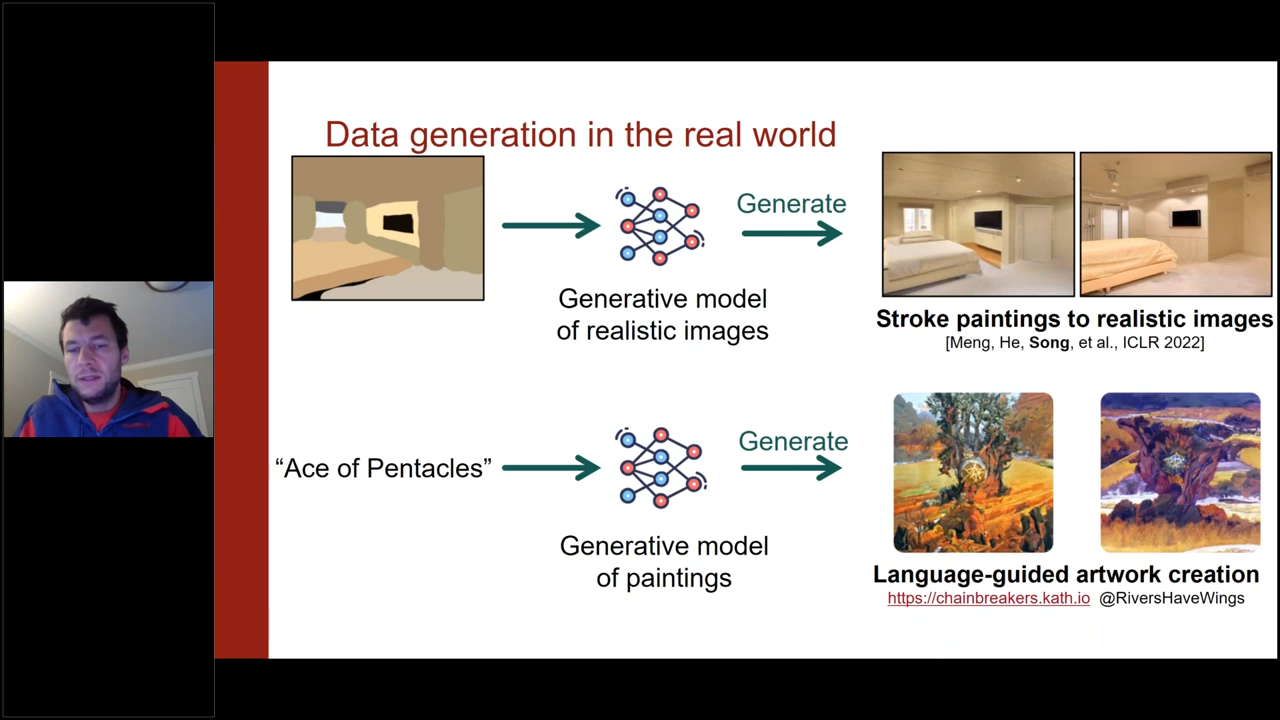 Data generation in the real world
Generate
Generative model
of realistic images
Stroke paintings to realistic images
[Meng, He, Song, et al., ICLR 2022]
“Ace of Pentacles”
Generate
Generative model
of paintings
Language-guided artwork creation
https://chainbreakers.kath.io @RiversHaveWings